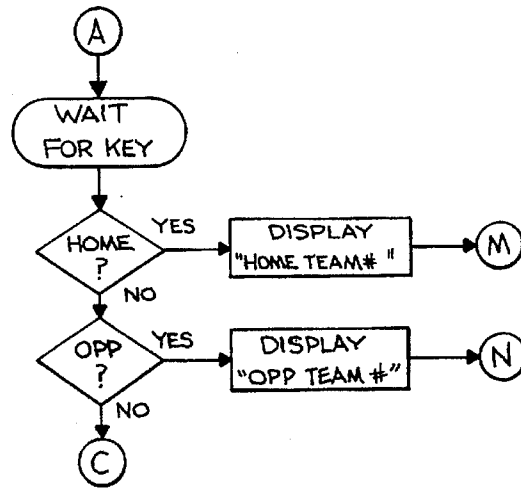 A
WAIT
FOR KEY
HOME
?
YES
DISPLAY
"HOME TEAM# "
M
NO
OPP
?
YES
DISPLAY
"OPP TEAM #"
N
NO
C